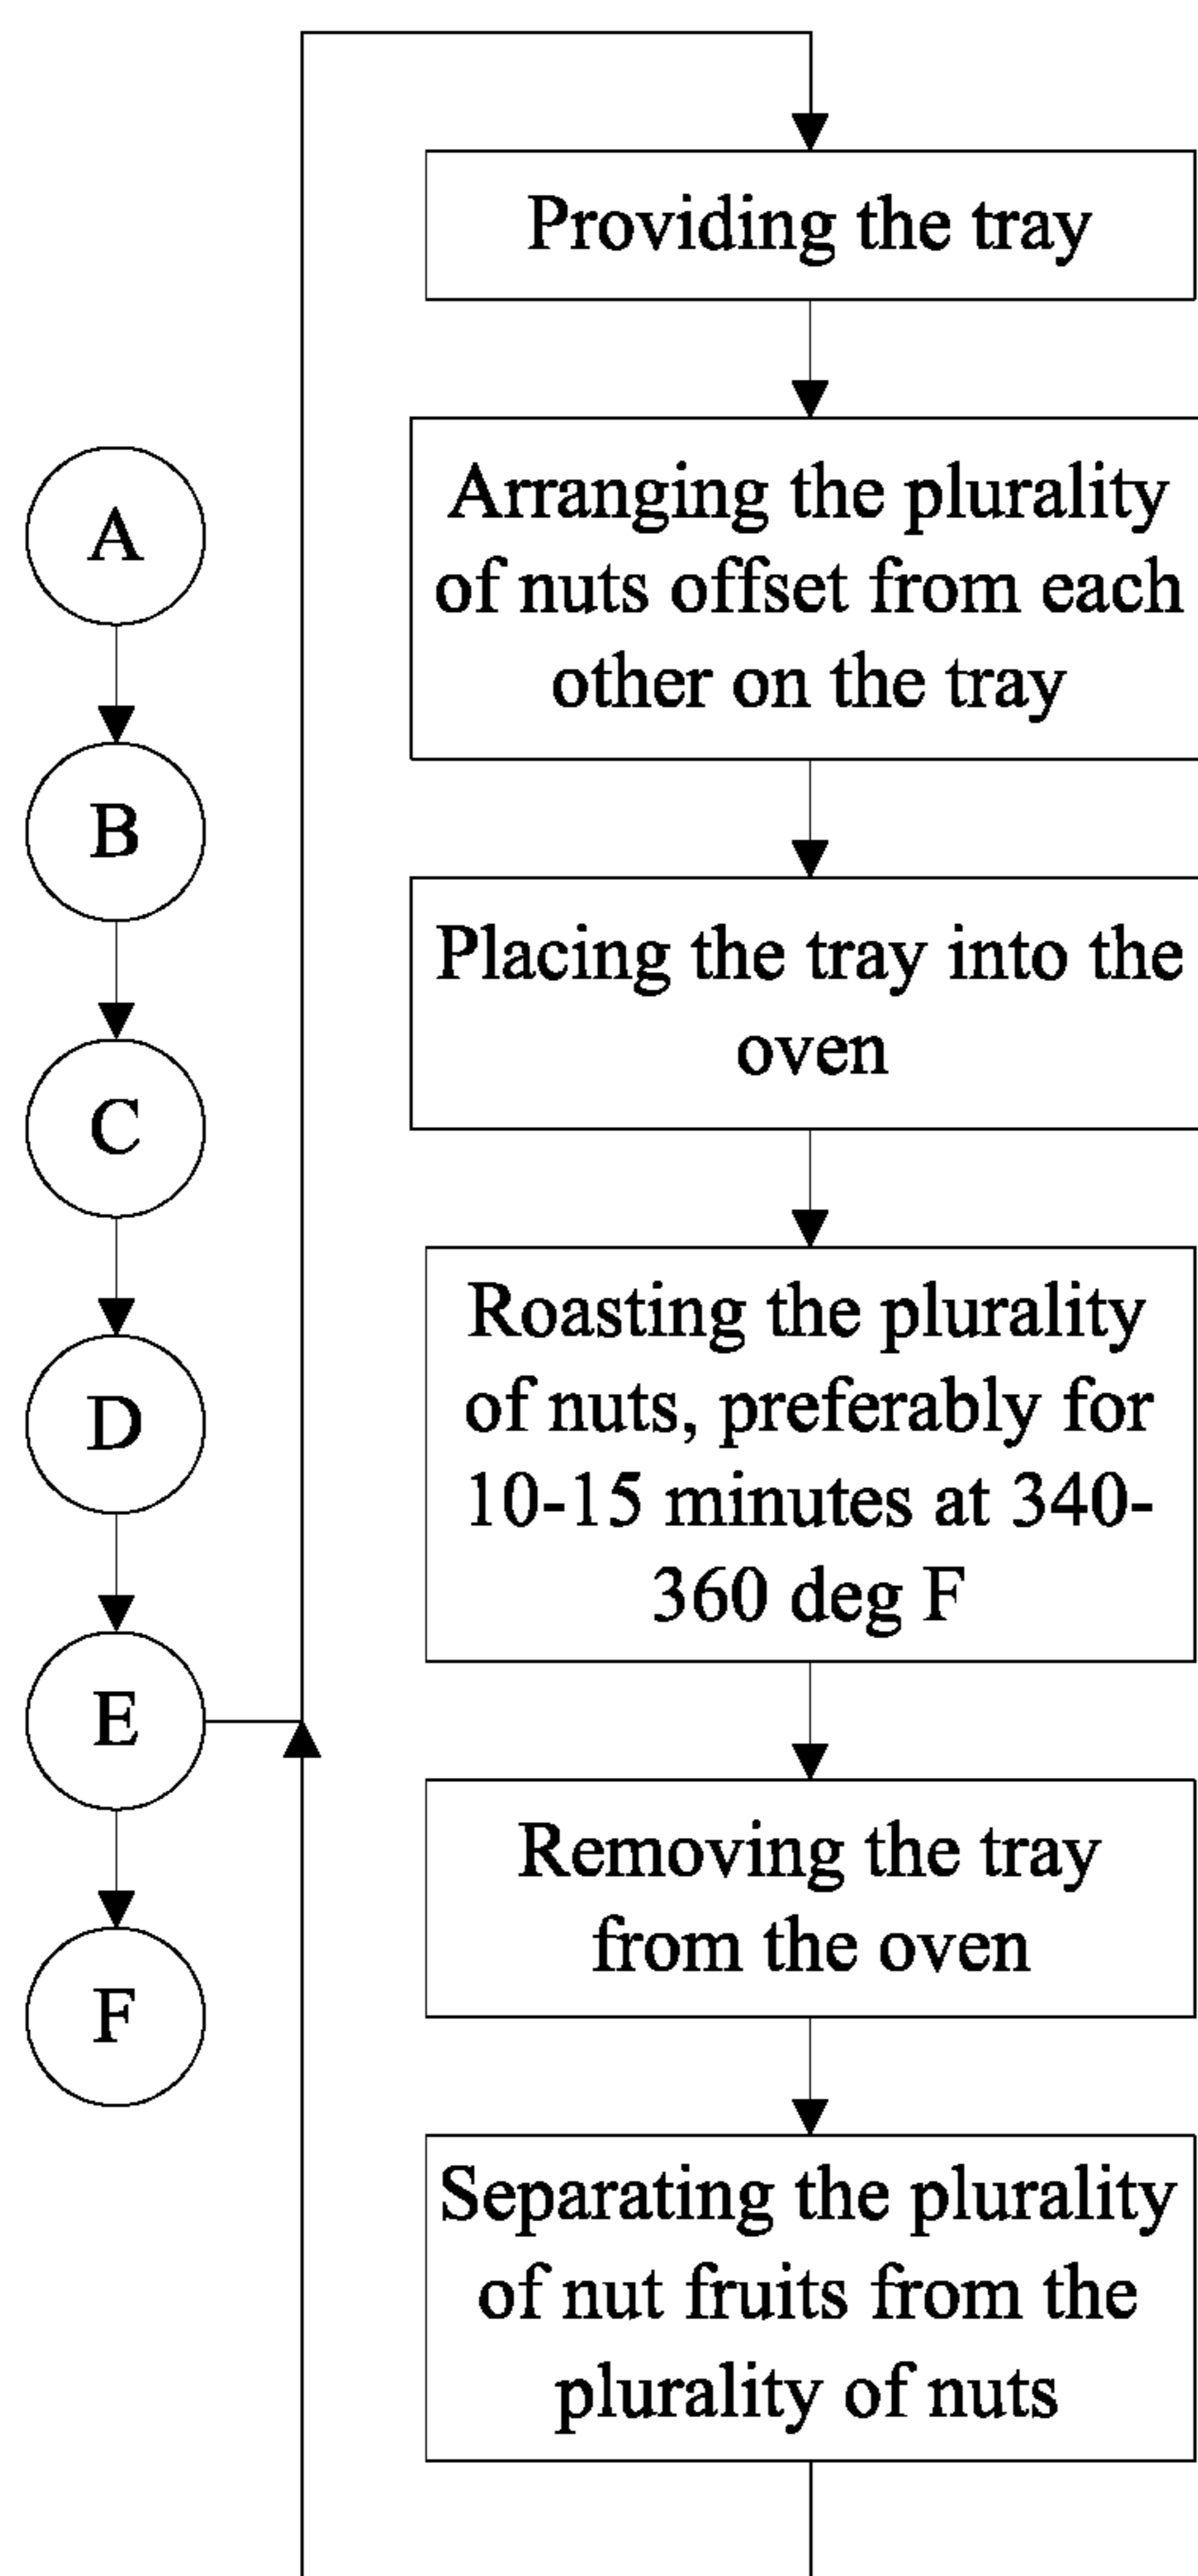 A
B
C
D
E
F
Providing the tray
Arranging the plurality
of nuts offset from each
other on the tray
Placing the tray into the
oven
Roasting the plurality
of nuts, preferably for
10-15 minutes at 340-
360 deg F
Removing the tray
from the oven
Separating the plurality
of nut fruits from the
plurality of nuts